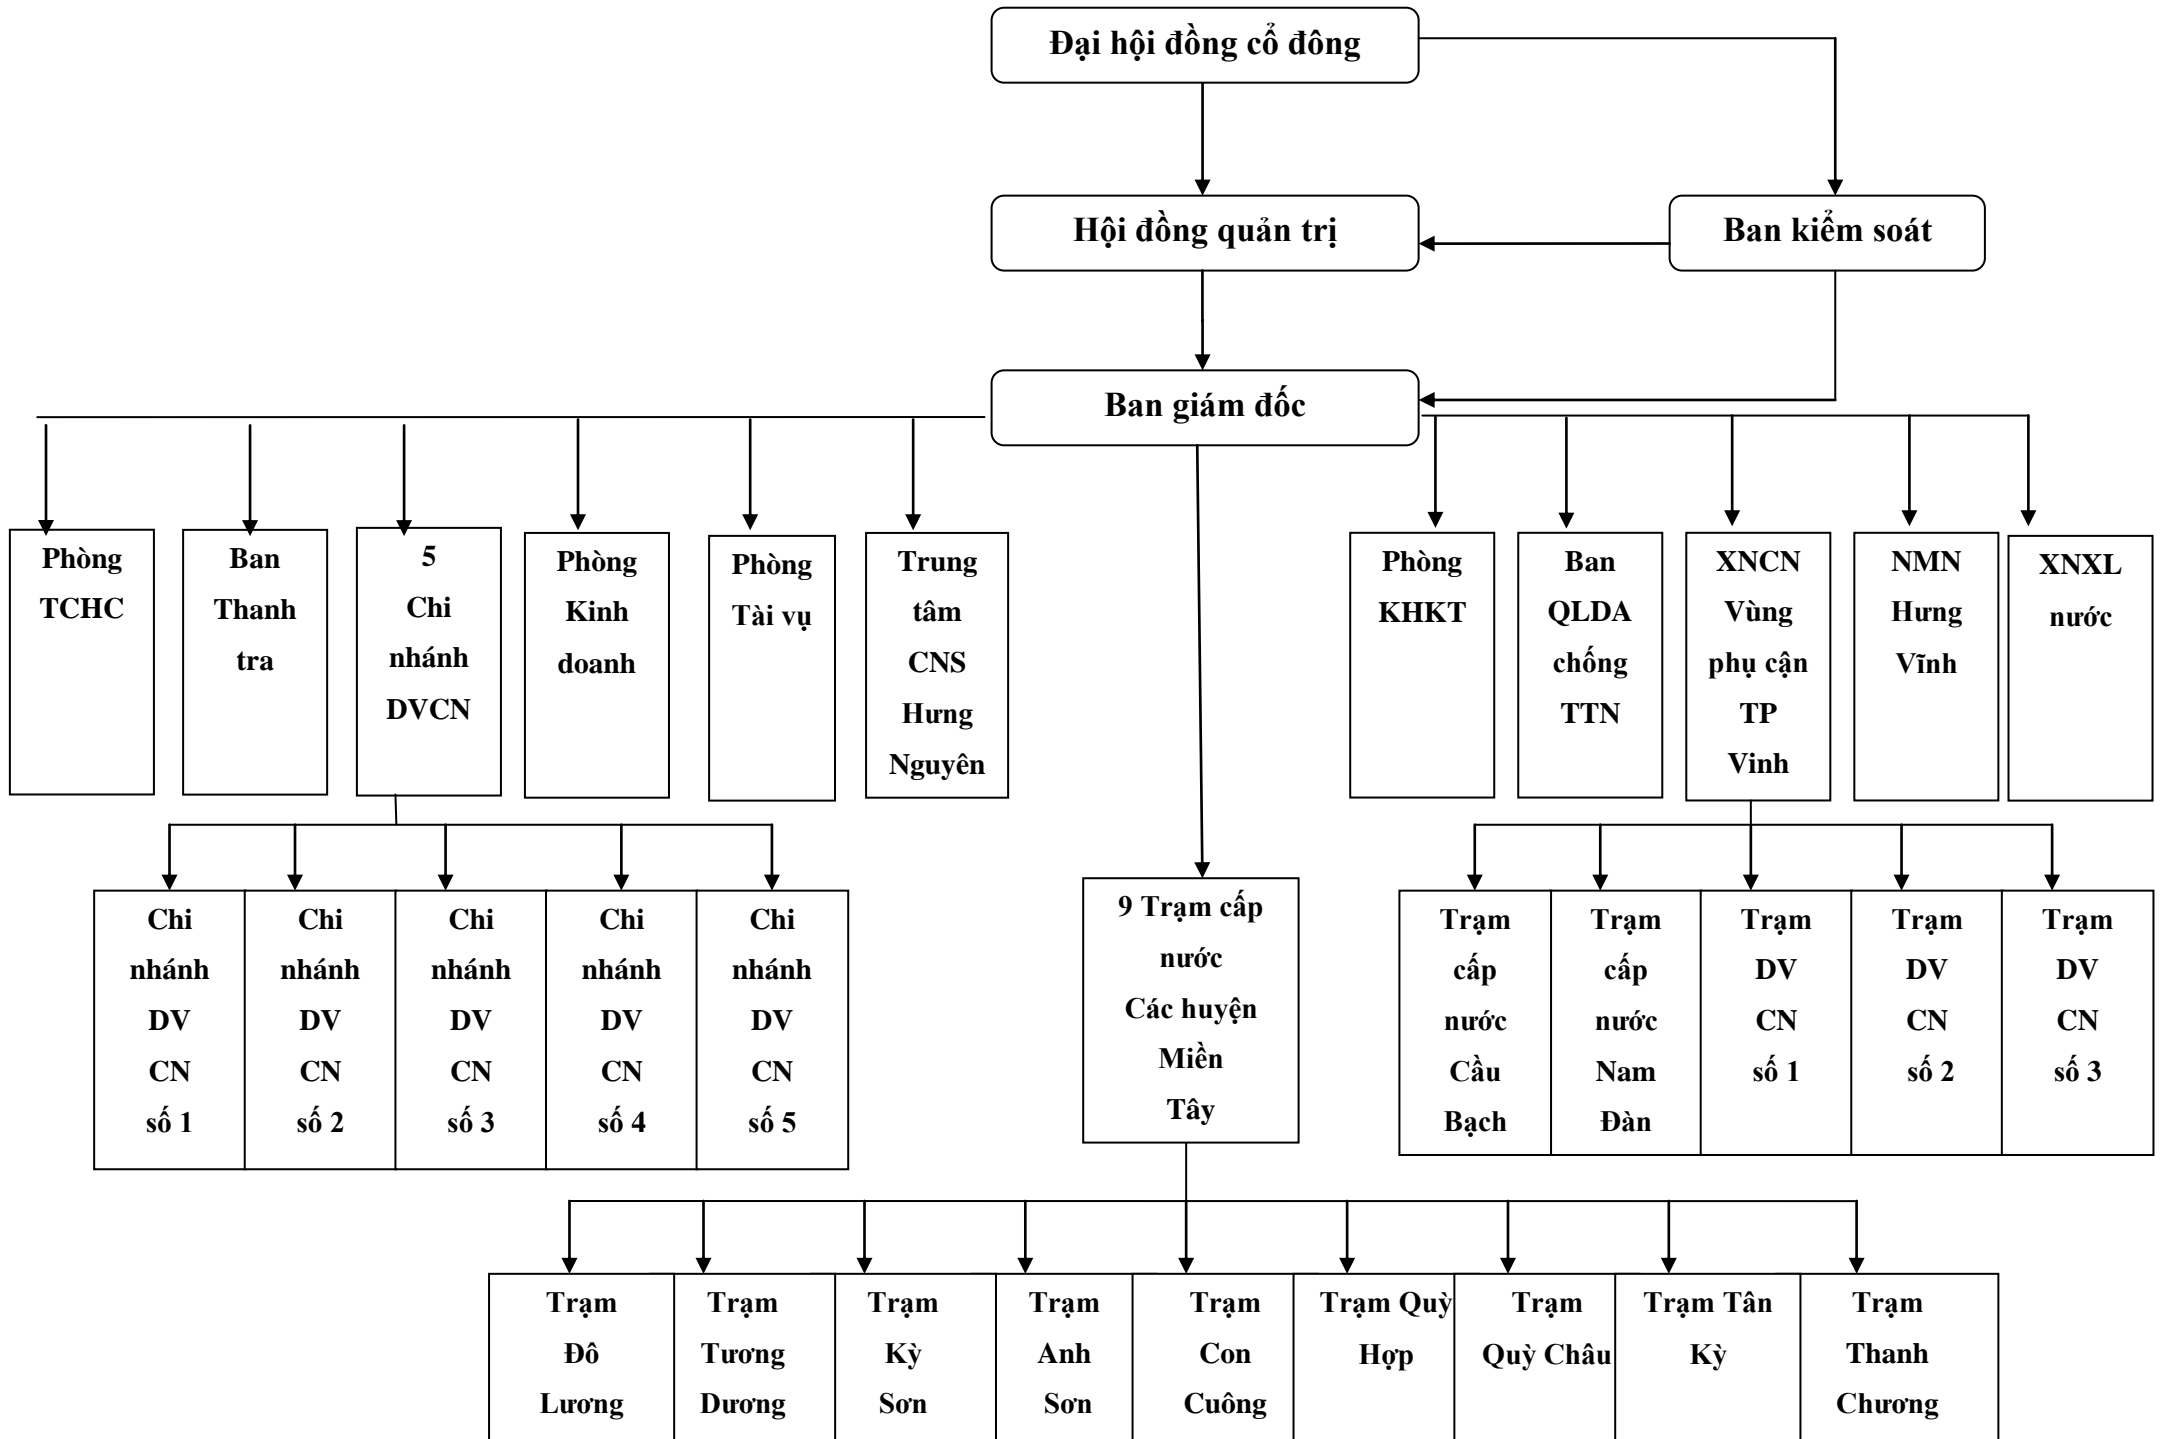 Đại hội đồng cổ đông
Hội đồng quản trị
Ban kiểm soát
Ban giám đốc
Phòng
TCHC
Ban
Thanh
tra
5
Chi
nhánh
DVCN
Phòng
Kinh
doanh
Phòng
Tài vụ
Trung
tâm
CNS
Hưng
Nguyên
Phòng
KHKT
Ban
QLDA
chống
TTN
XNCN
Vùng
phụ cận
TP
Vinh
NMN
Hưng
Vĩnh
XNXL
nước
Chi
nhánh
DV
CN
số 1
Chi
nhánh
DV
CN
số 2
Chi
nhánh
DV
CN
số 3
Chi
nhánh
DV
CN
số 4
Chi
nhánh
DV
CN
số 5
9 Trạm cấp
nước
Các huyện
Miền
Tây
Trạm
cấp
nước
Cầu
Bạch
Trạm
cấp
nước
Nam
Đàn
Trạm
DV
CN
số 1
Trạm
DV
CN
số 2
Trạm
DV
CN
số 3
Trạm
Đô
Lương
Trạm
Tương
Dương
Trạm
Kỳ
Sơn
Trạm
Anh
Sơn
Trạm
Con
Cuông
Trạm Quỳ
Hợp
Trạm
Quỳ Châu
Trạm Tân
Kỳ
Trạm
Thanh
Chương